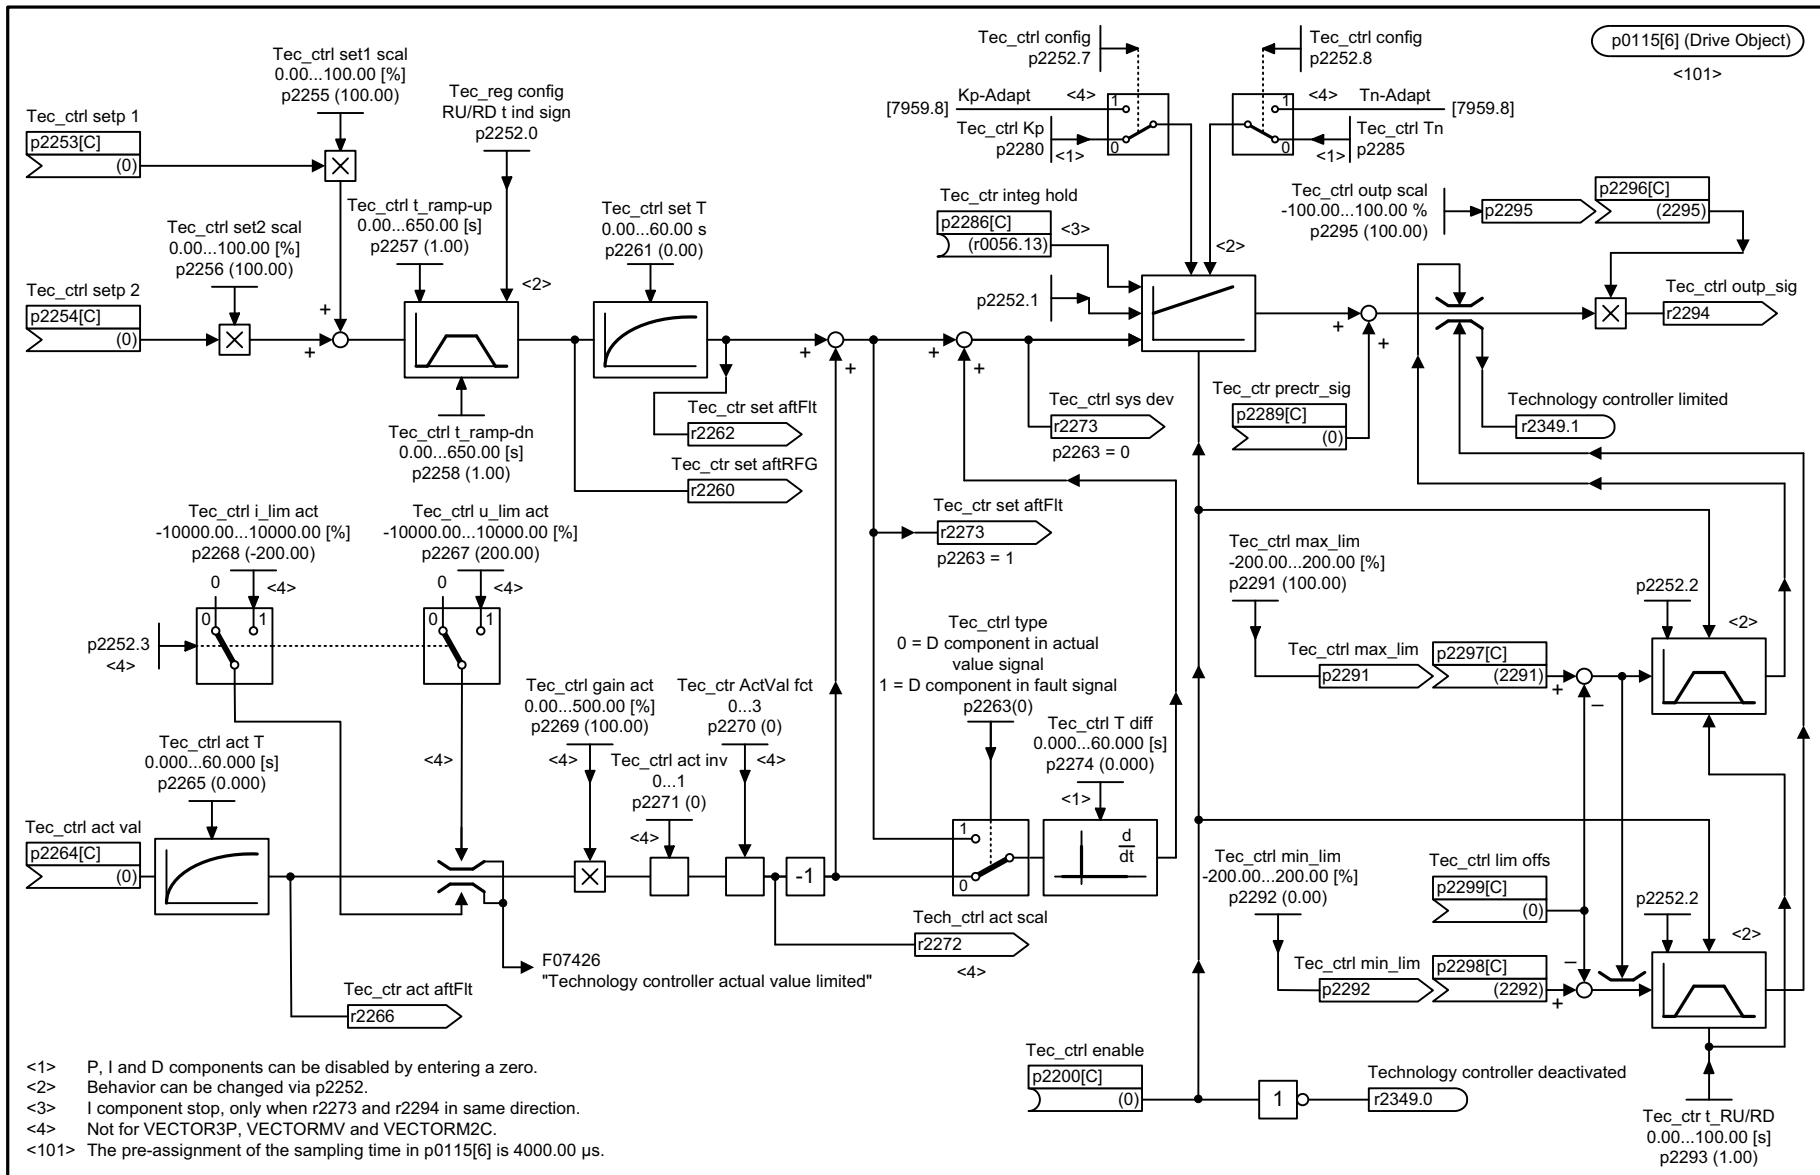 Tec_ctrl set1 scal
0.00...100.00 [%]
p2255 (100.00)
Tec_ctrl setp 1
p2253[C]
(0)
Tec_reg config
RU/RD t ind sign
p2252.0
Tec_ctrl config
p2252.7
Tec_ctrl config
p2252.8
p0115[6] (Drive Object)
<101>
[7959.8]
Kp-Adapt
<4>
1
Tec_ctrl Kp
p2280
<1>
0
1
<4>
Tn-Adapt
[7959.8]
0
<1>
Tec_ctrl Tn
p2285
Tec_ctrl set2 scal
0.00...100.00 [%]
p2256 (100.00)
Tec_ctrl setp 2
p2254[C]
(0)
+
+
Tec_ctrl t_ramp-up
0.00...650.00 [s]
p2257 (1.00)
<2>
Tec_ctrl set T
0.00...60.00 s
p2261 (0.00)
Tec_ctr integ hold
p2286[C]
(r0056.13)
<3>
<2>
p2252.1
Tec_ctrl outp scal
-100.00...100.00 %
p2295 (100.00)
p2295
p2296[C]
(2295)
Tec_ctrl outp_sig
r2294
+
+
+
+
+
+
Tec_ctrl t_ramp-dn
0.00...650.00 [s]
p2258 (1.00)
Tec_ctr set aftFlt
r2262
Tec_ctr set aftRFG
r2260
Tec_ctrl sys dev
r2273
p2263 = 0
Tec_ctr prectr_sig
p2289[C]
(0)
Technology controller limited
r2349.1
Tec_ctr set aftFlt
r2273
p2263 = 1
Tec_ctrl i_lim act
-10000.00...10000.00 [%]
p2268 (-200.00)
0
<4>
0
1
Tec_ctrl u_lim act
-10000.00...10000.00 [%]
p2267 (200.00)
0
<4>
0
1
p2252.3
<4>
<4>
Tec_ctrl max_lim
-200.00...200.00 [%]
p2291 (100.00)
Tec_ctrl max_lim
p2291
p2297[C]
(2291)
+
–
p2252.2
<2>
Tec_ctrl type
0 = D component in actual
value signal
1 = D component in fault signal
p2263(0)
Tec_ctrl gain act
0.00...500.00 [%]
p2269 (100.00)
<4>
Tec_ctr ActVal fct
0...3
p2270 (0)
<4>
Tec_ctrl act inv
0...1
p2271 (0)
<4>
Tec_ctrl T diff
0.000...60.000 [s]
p2274 (0.000)
<1>
1
0
d
dt
Tec_ctrl act T
0.000...60.000 [s]
p2265 (0.000)
Tec_ctrl act val
p2264[C]
(0)
-1
Tech_ctrl act scal
r2272
<4>
F07426
"Technology controller actual value limited"
Tec_ctr act aftFlt
r2266
Tec_ctrl min_lim
-200.00...200.00 [%]
p2292 (0.00)
Tec_ctrl lim offs
p2299[C]
(0)
Tec_ctrl min_lim
p2292
p2298[C]
(2292)
–
+
p2252.2
<2>
Tec_ctrl enable
p2200[C]
(0)
1
Technology controller deactivated
r2349.0
Tec_ctr t_RU/RD
0.00...100.00 [s]
p2293 (1.00)
<1> P, I and D components can be disabled by entering a zero.
<2> Behavior can be changed via p2252.
<3> I component stop, only when r2273 and r2294 in same direction.
<4> Not for VECTOR3P, VECTORMV and VECTORM2C.
<101> The pre-assignment of the sampling time in p0115[6] is 4000.00 µs.